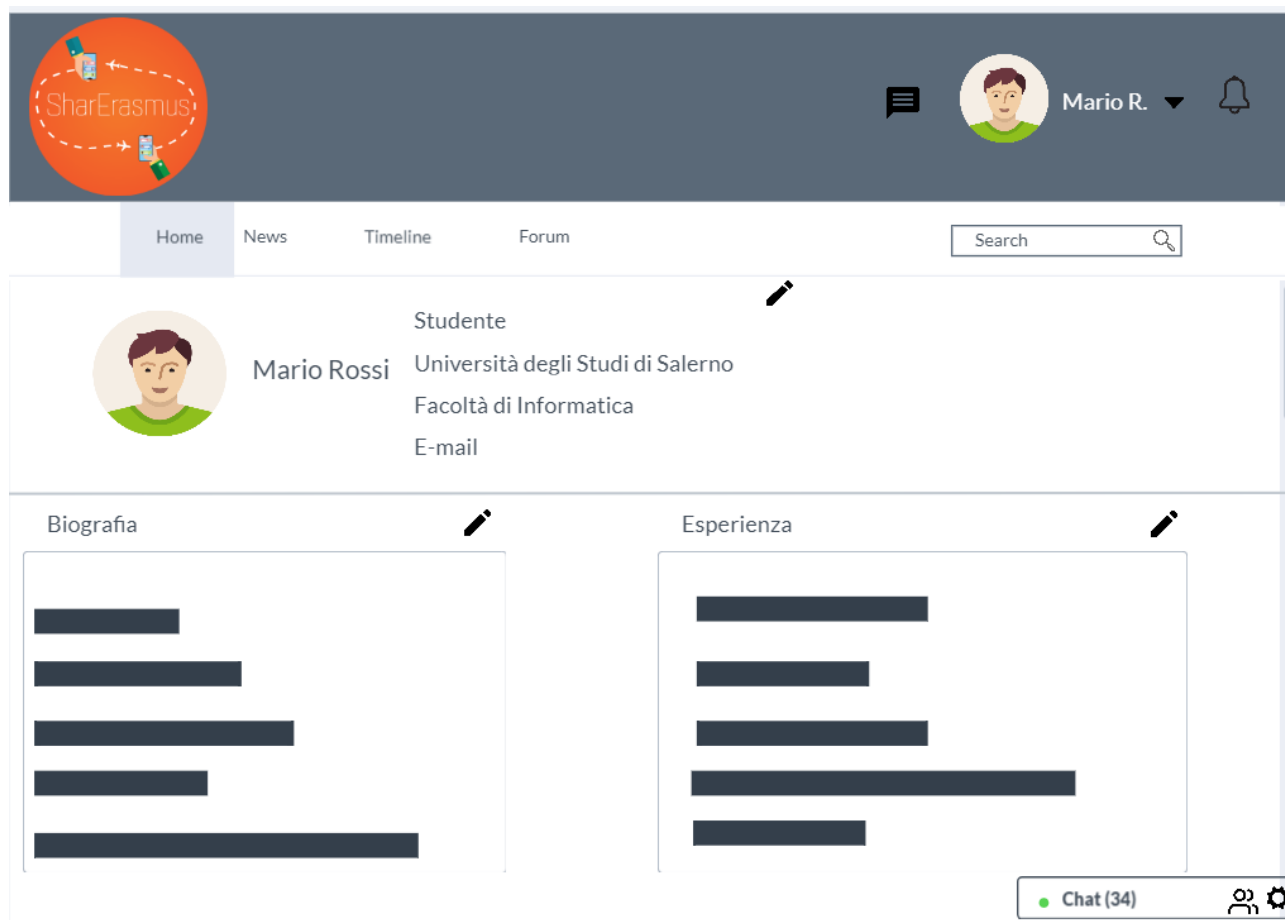 SharErasmus
Mario R.
Home News Timeline Forum Search
Studente
Mario Rossi
Università degli Studi di Salerno
Facoltà di Informatica
E-mail
Biografia
Esperienza
Chat (34)